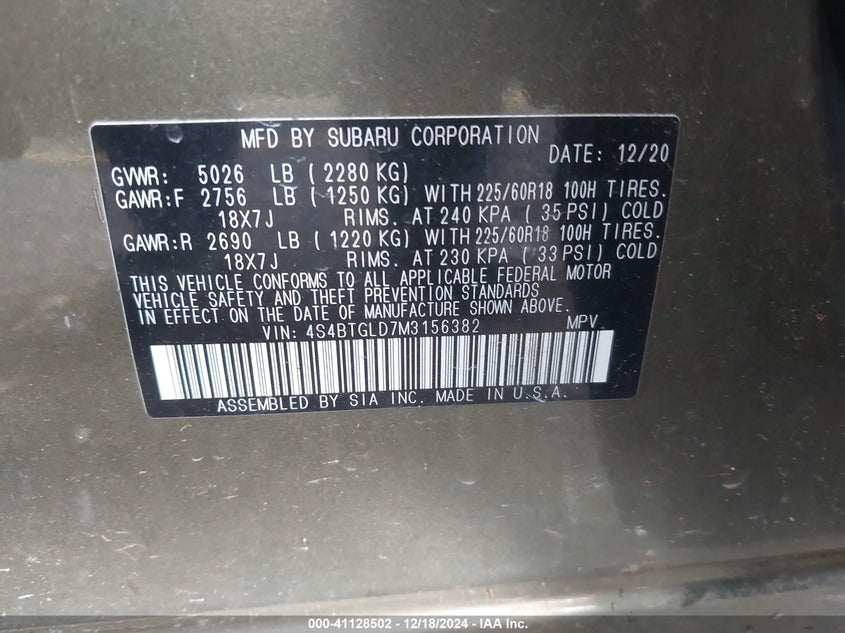 MFD BY SUBARU CORPORATION
DATE: 12/20
GVWR: 5026 LB ( 2280 KG)
GAWR:F 2756 LB ( 1250 KG) WITH 225/60R18 100H TIRES.
18X7J RIMS. AT 240 KPA ( 35 PSI) COLD
GAWR:R 2690 LB ( 1220 KG) WITH 225/60R18 100H TIRES.
18X7J RIMS. AT 230 KPA ( 33 PSI) COLD
THIS VEHICLE CONFORMS TO ALL APPLICABLE FEDERAL MOTOR
VEHICLE SAFETY AND THEFT PREVENTION STANDARDS
IN EFFECT ON THE DATE OF MANUFACTURE SHOWN ABOVE.
VIN: 4S4BTGLD7M3156382 MPV
ASSEMBLED BY SIA INC. MADE IN U.S.A.
000-41128502 - 12/18/2024 - IAA Inc.